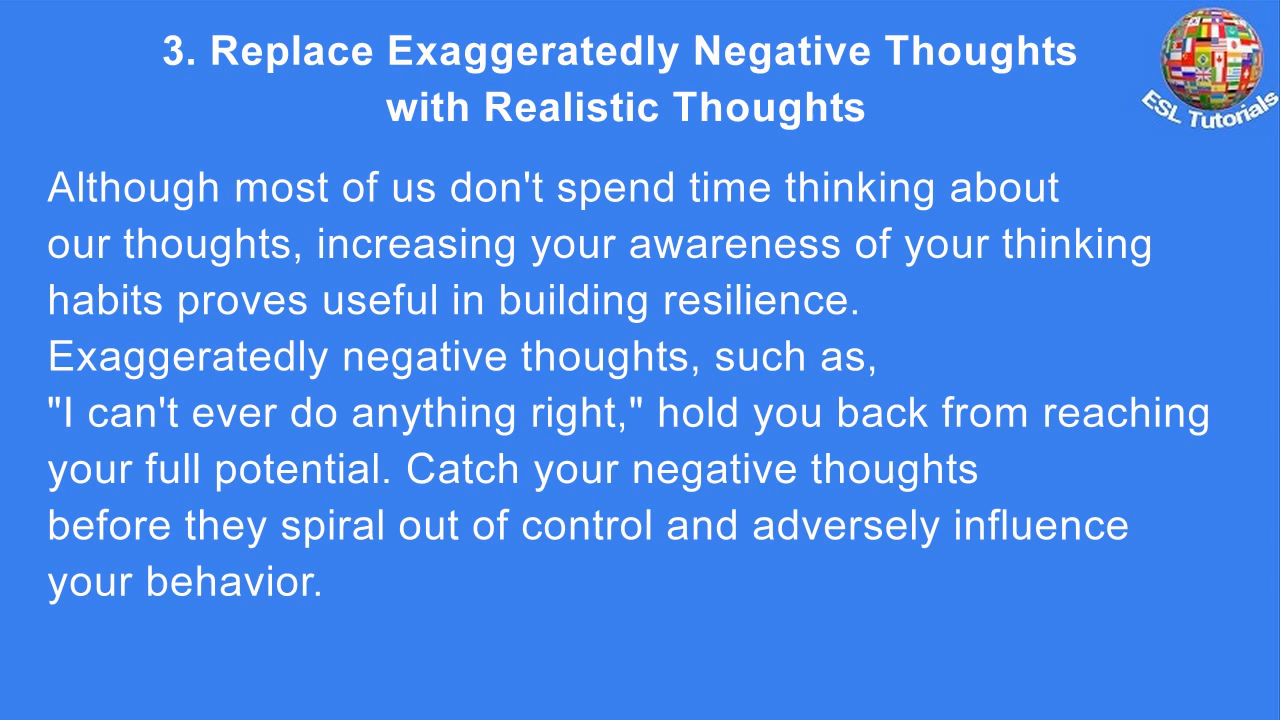 3. Replace Exaggeratedly Negative Thoughts
with Realistic Thoughts
ESL Tutorials
Although most of us don't spend time thinking about
our thoughts, increasing your awareness of your thinking
habits proves useful in building resilience.
Exaggeratedly negative thoughts, such as,
"I can't ever do anything right," hold you back from reaching
your full potential. Catch your negative thoughts
before they spiral out of control and adversely influence
your behavior.